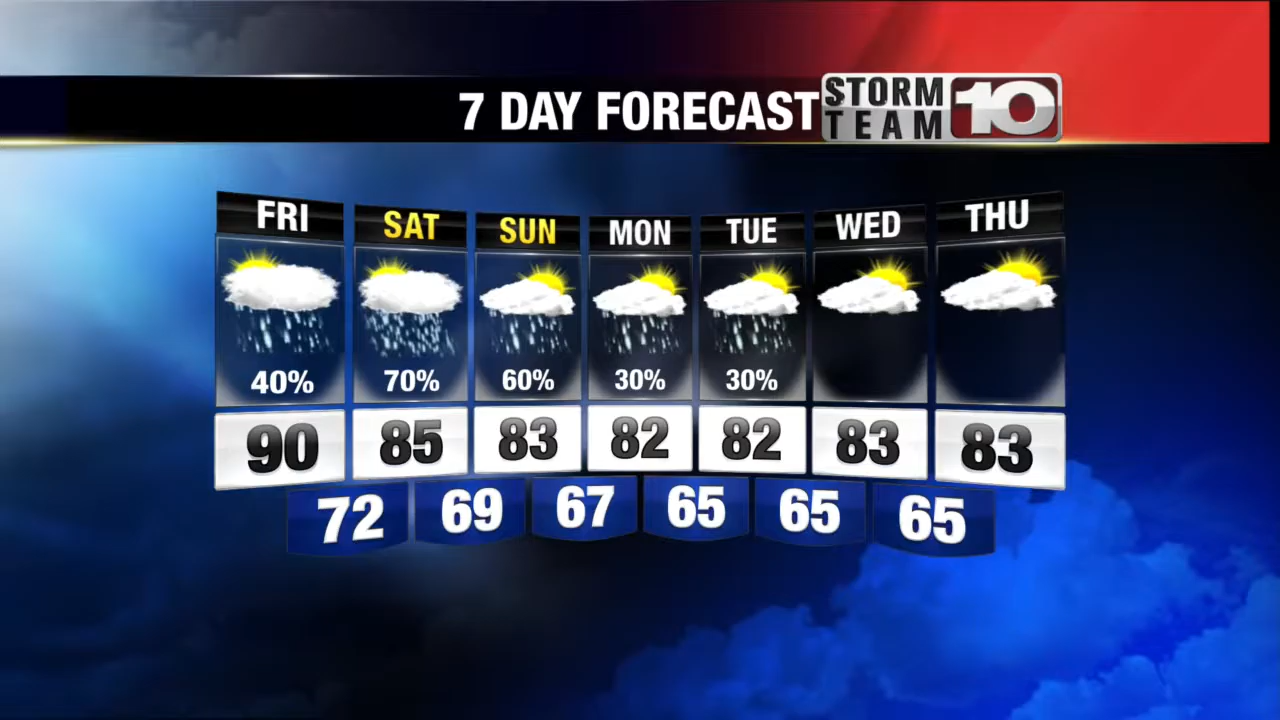 7 DAY FORECAST STORM TEAM 10
FRI SAT SUN MON TUE WED THU
40% 70% 60% 30% 30%
90 85 83 82 82 83 83
72 69 67 65 65 65